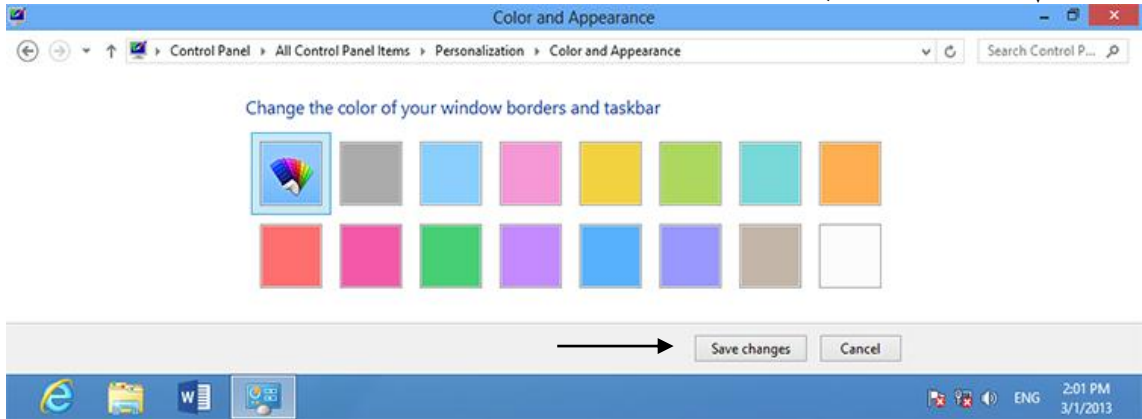 Color and Appearance
Control Panel ▸ All Control Panel Items ▸ Personalization ▸ Color and Appearance
Search Control P...
Change the color of your window borders and taskbar
Save changes
Cancel
W
ENG
2:01 PM
3/1/2013